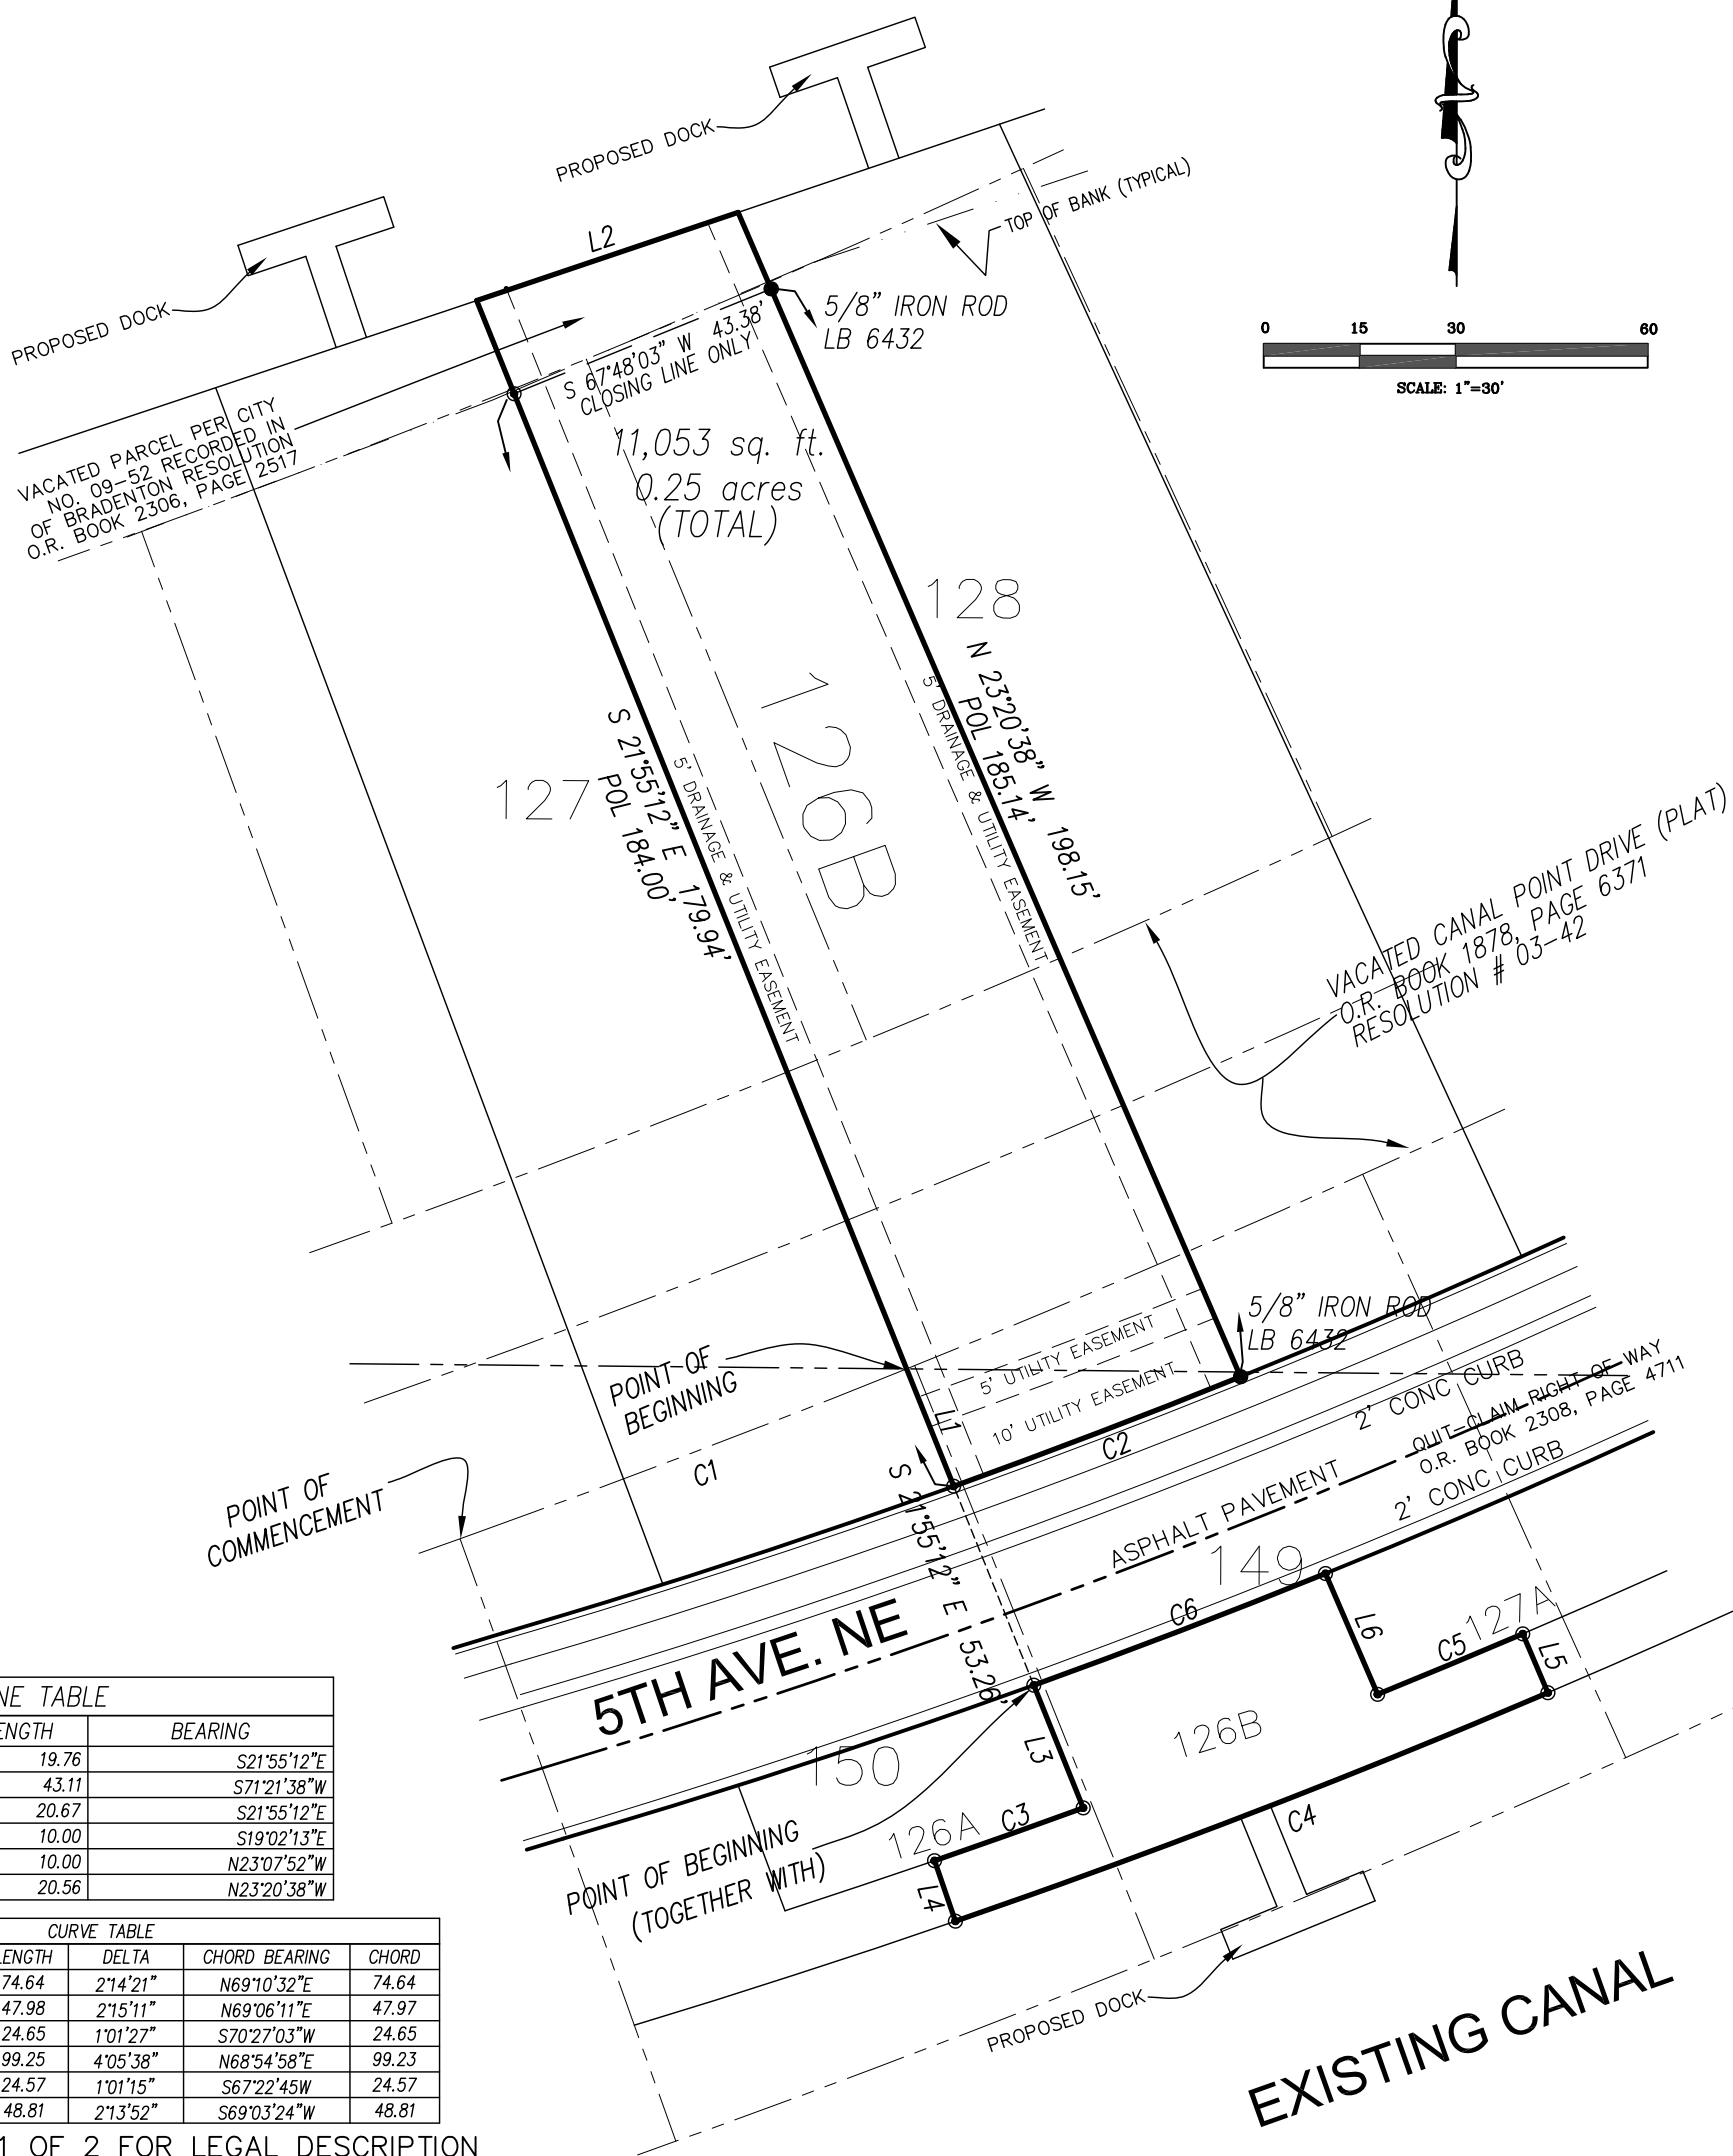 PROPOSED DOCK
PROPOSED DOCK
0 15 30 60
SCALE: 1"=30'
TOP OF BANK (TYPICAL)
L2
5/8" IRON ROD
LB 6432
S 67°48'03" W 43.38'
CLOSING LINE ONLY
VACATED PARCEL PER CITY
NO. 09-52 RECORDED IN
OF BRADENTON RESOLUTION
O.R. BOOK 2306, PAGE 2517
11,053 sq. ft.
0.25 acres
(TOTAL)
128
127
126B
S 21°55'12" E 179.94'
POL 184.00'
5' DRAINAGE & UTILITY EASEMENT
5' DRAINAGE & UTILITY EASEMENT
N 23°20'38" W 198.15'
POL 185.14'
VACATED CANAL POINT DRIVE (PLAT)
O.R. BOOK 1878, PAGE 6371
RESOLUTION # 03-42
5/8" IRON ROD
LB 6432
5' UTILITY EASEMENT
10' UTILITY EASEMENT
POINT OF
BEGINNING
L1
C1
C2
2' CONC CURB
QUIT-CLAIM RIGHT OF WAY
O.R. BOOK 2308, PAGE 4711
2' CONC CURB
POINT OF
COMMENCEMENT
S 21°55'12" E 53.26'
ASPHALT PAVEMENT
5TH AVE. NE
149
C6
L6
C5
127A
L5
150
L3
126B
126A
C3
L4
C4
POINT OF BEGINNING
(TOGETHER WITH)
PROPOSED DOCK
EXISTING CANAL
NE TABLE
ENGTH BEARING
19.76 S21°55'12"E
43.11 S71°21'38"W
20.67 S21°55'12"E
10.00 S19°02'13"E
10.00 N23°07'52"W
20.56 N23°20'38"W
CURVE TABLE
LENGTH DELTA CHORD BEARING CHORD
74.64 2°14'21" N69°10'32"E 74.64
47.98 2°15'11" N69°06'11"E 47.97
24.65 1°01'27" S70°27'03"W 24.65
99.25 4°05'38" N68°54'58"E 99.23
24.57 1°01'15" S67°22'45W 24.57
48.81 2°13'52" S69°03'24"W 48.81
1 OF 2 FOR LEGAL DESCRIPTION